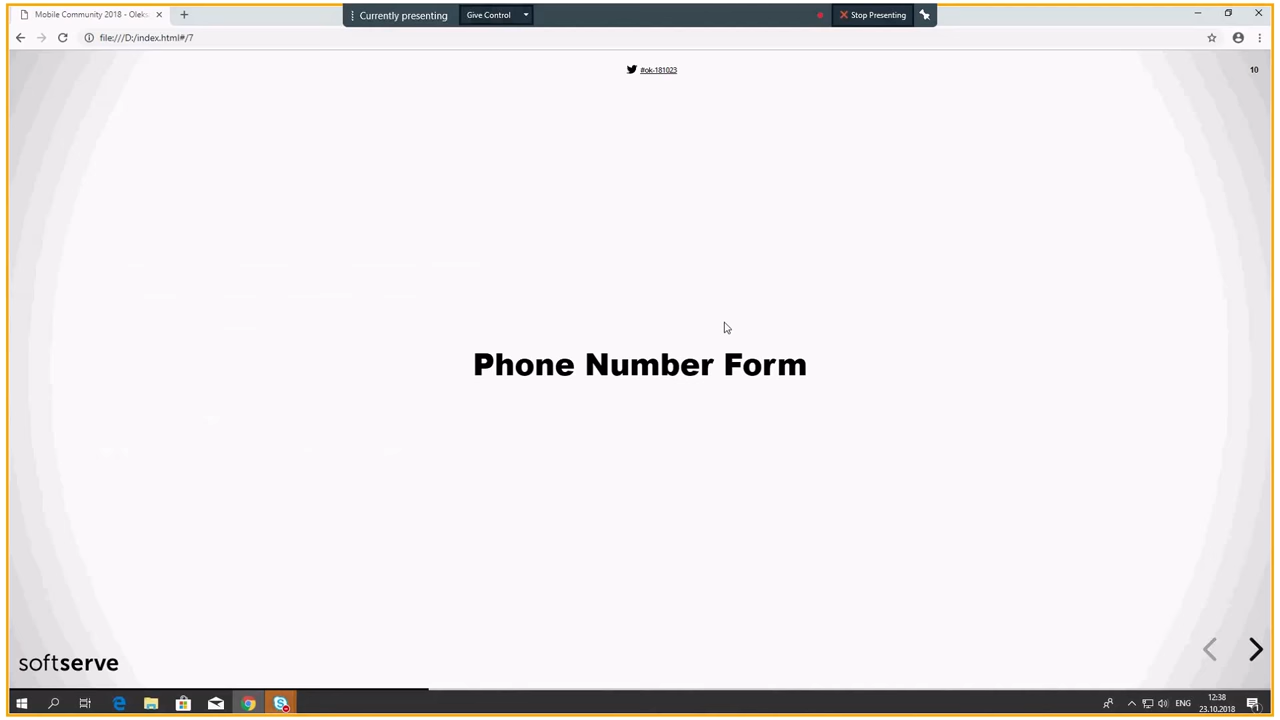 Mobile Community 2018 - Oleks
Currently presenting
Give Control
Stop Presenting
file:///D:/index.html#/7
#ok-181023
10
Phone Number Form
softserve
ENG
12:38
23.10.2018
1